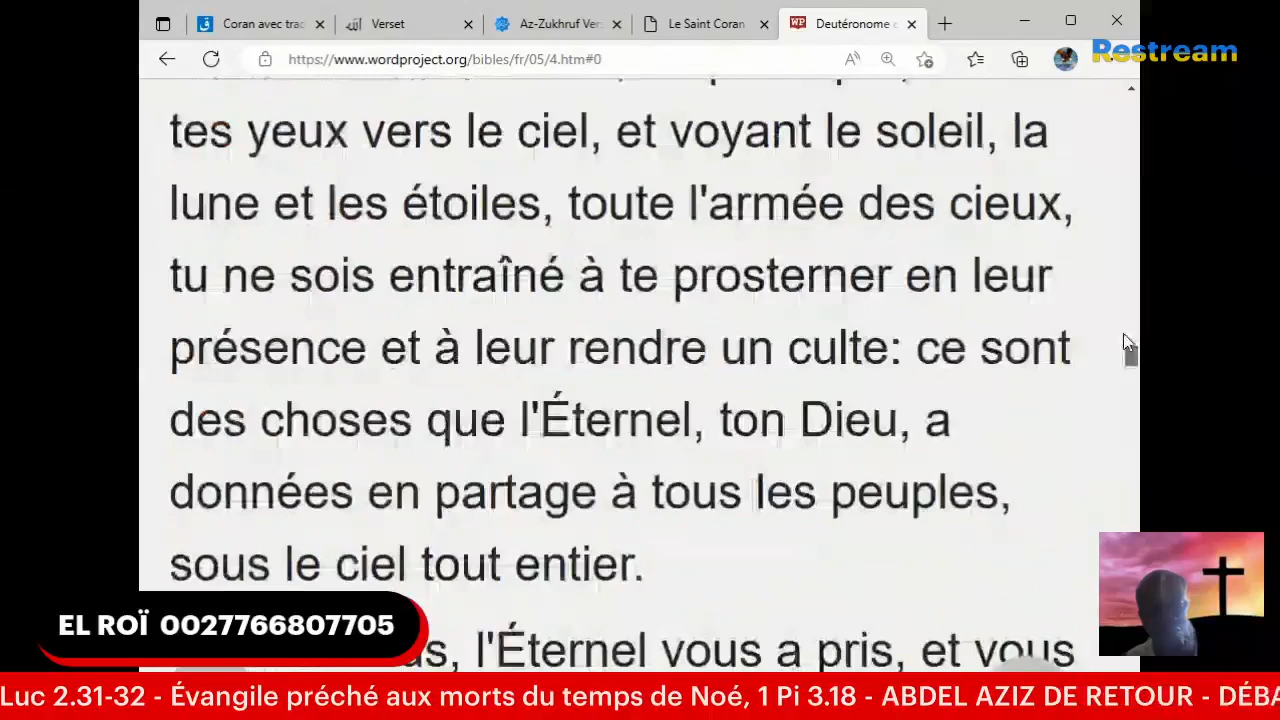 Coran avec trac
Verset
Az-Zukhruf Ver
Le Saint Coran
Deutéronome c
https://www.wordproject.org/bibles/fr/05/4.htm#0
Restream
tes yeux vers le ciel, et voyant le soleil, la
lune et les étoiles, toute l'armée des cieux,
tu ne sois entraîné à te prosterner en leur
présence et à leur rendre un culte: ce sont
des choses que l'Éternel, ton Dieu, a
données en partage à tous les peuples,
sous le ciel tout entier.
l'Éternel vous a pris, et vous
EL ROÏ 0027766807705
Luc 2.31-32 - Évangile préché aux morts du temps de Noé, 1 Pi 3.18 - ABDEL AZIZ DE RETOUR - DÉBA